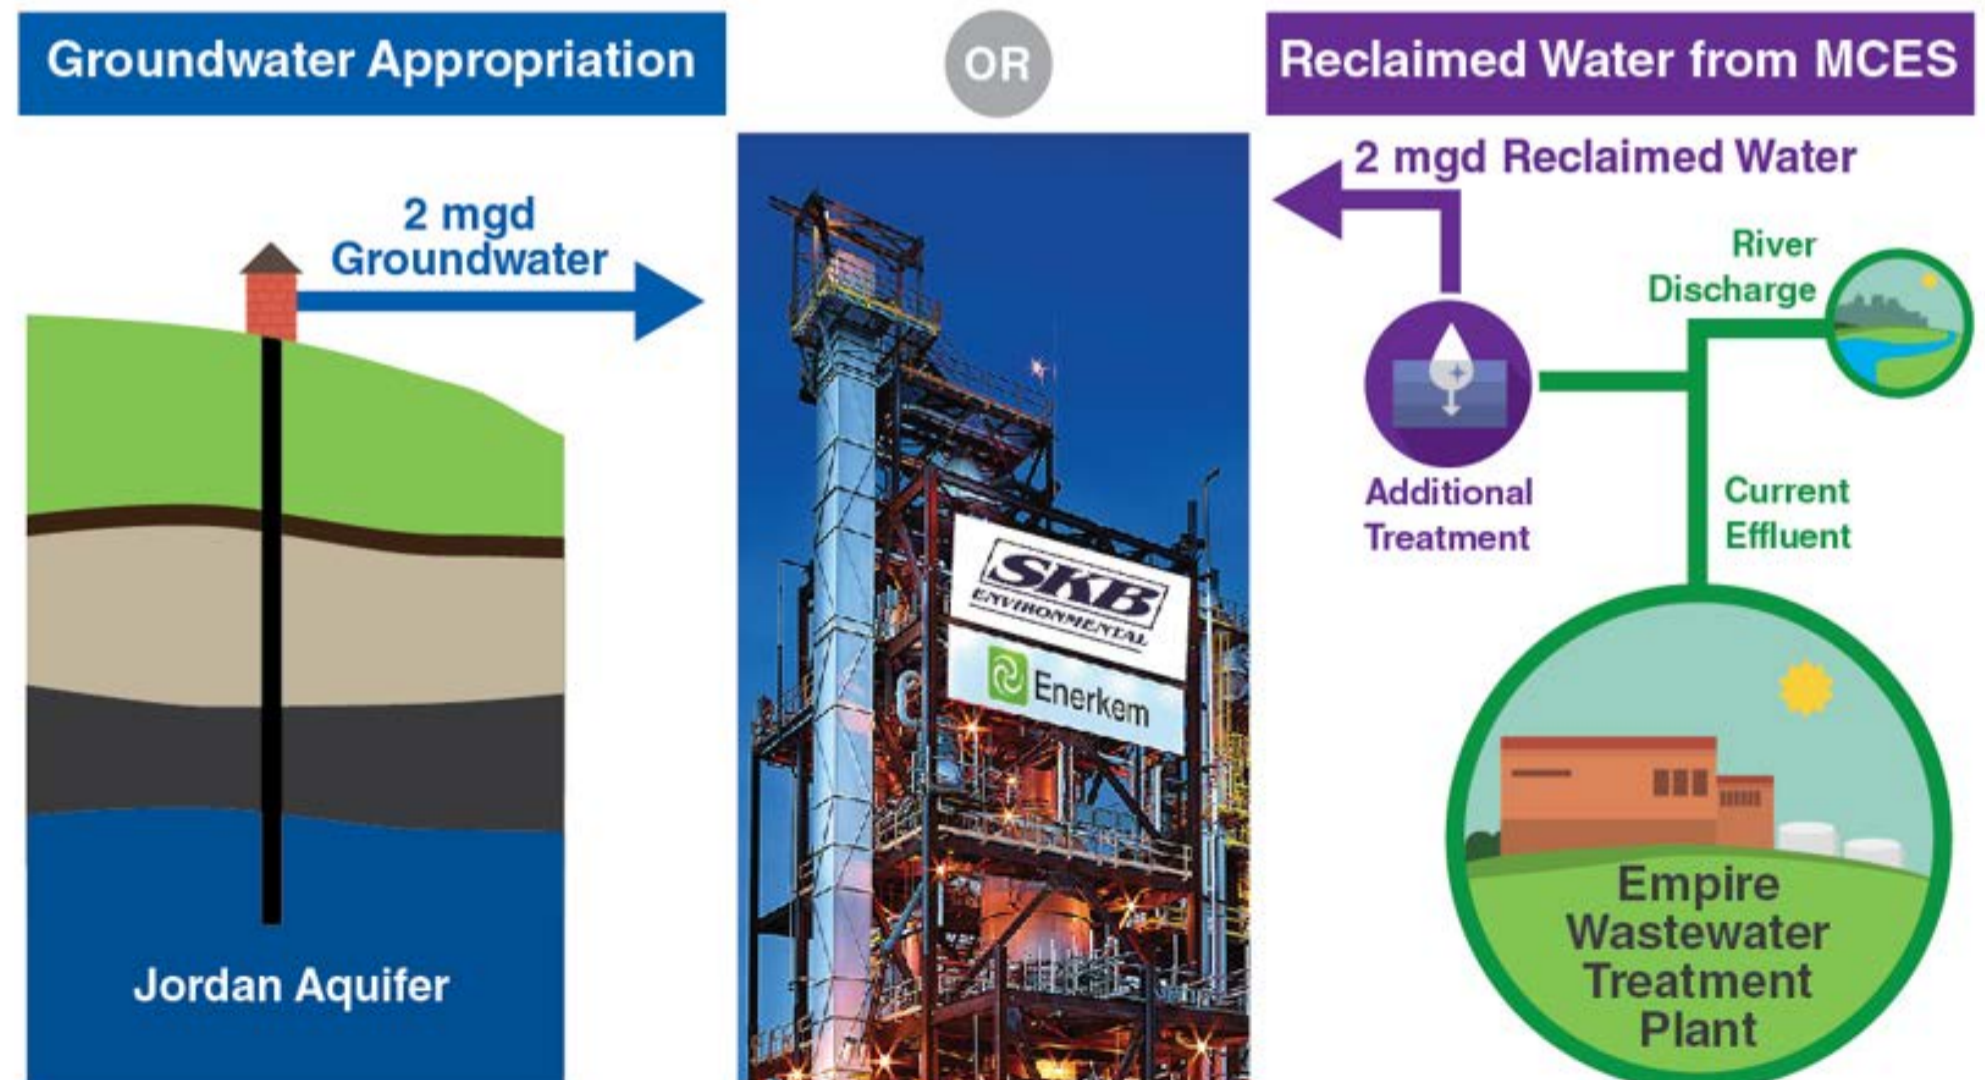 Groundwater Appropriation
OR
Reclaimed Water from MCES
2 mgd
Groundwater
Jordan Aquifer
SKB
ENVIRONMENTAL
Enerkem
2 mgd Reclaimed Water
River
Discharge
Additional
Treatment
Current
Effluent
Empire
Wastewater
Treatment
Plant